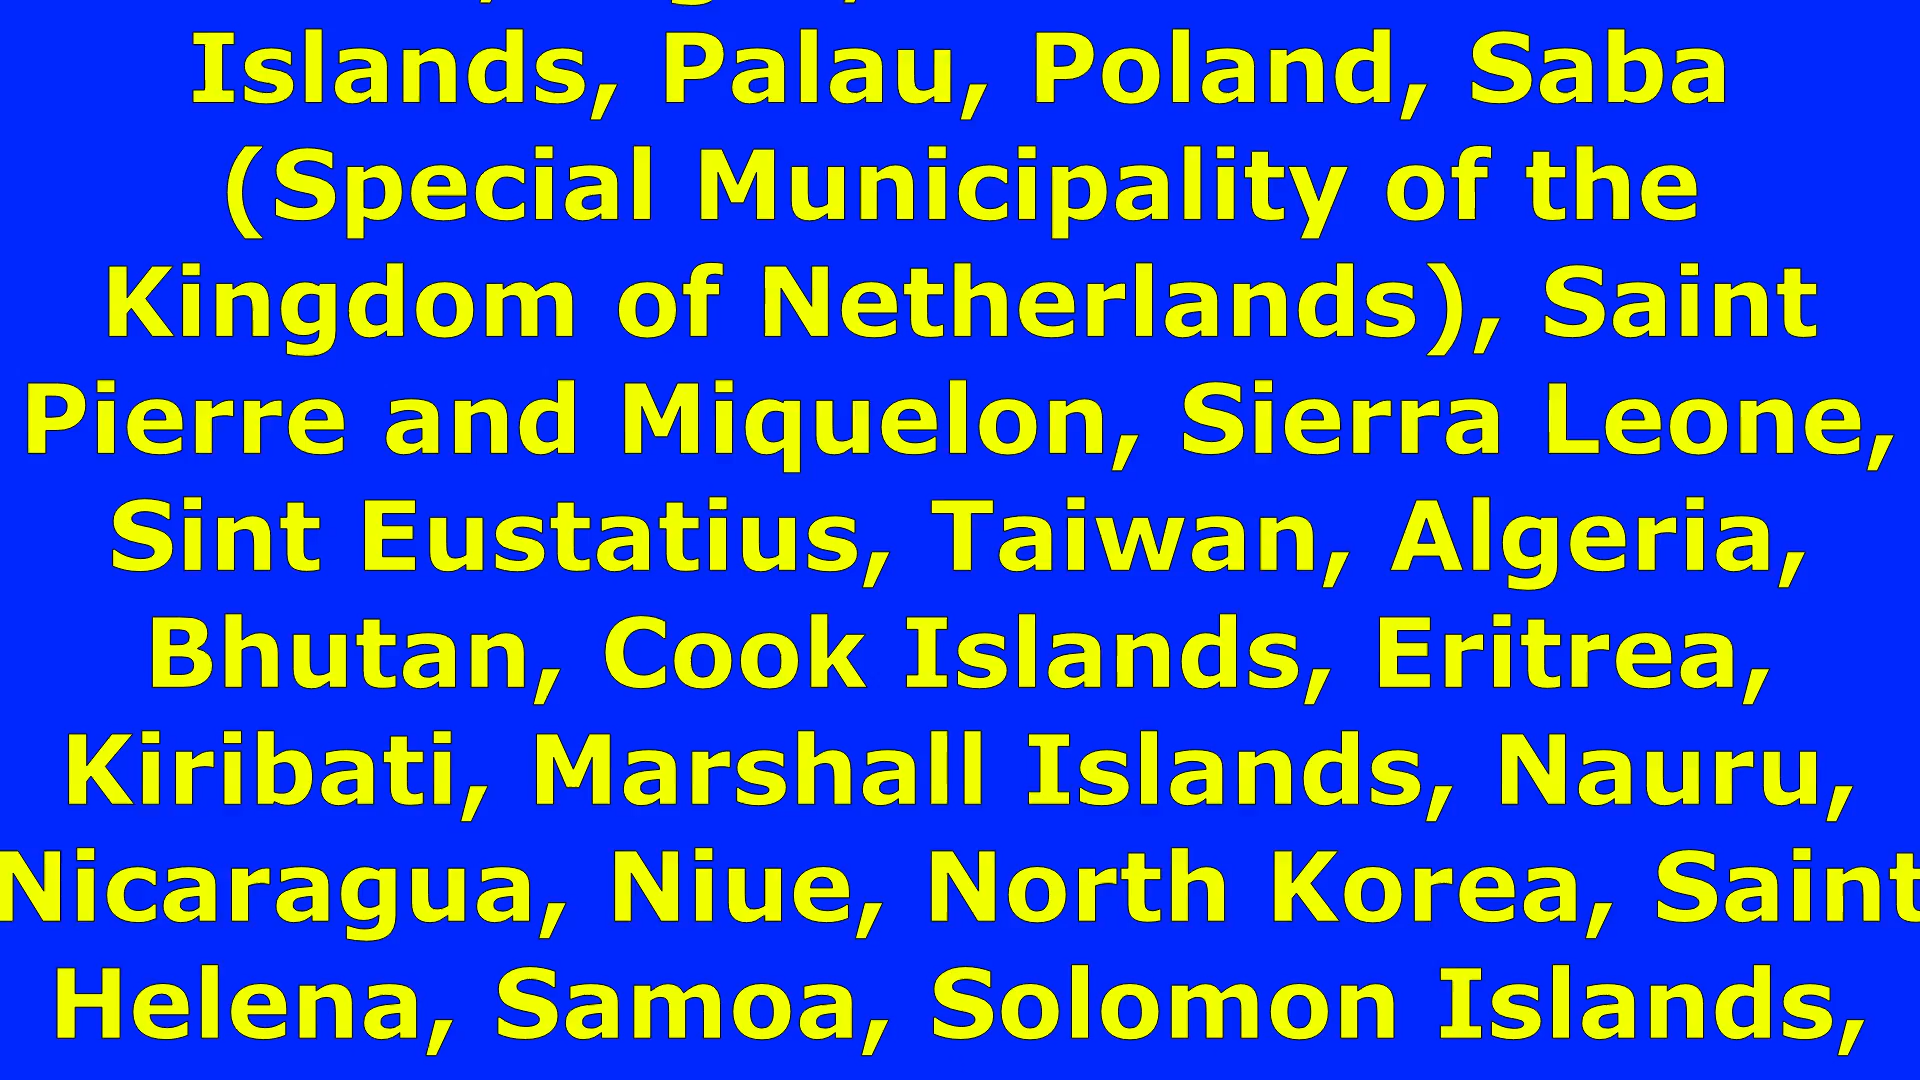 Islands, Palau, Poland, Saba
(Special Municipality of the
Kingdom of Netherlands), Saint
Pierre and Miquelon, Sierra Leone,
Sint Eustatius, Taiwan, Algeria,
Bhutan, Cook Islands, Eritrea,
Kiribati, Marshall Islands, Nauru,
Nicaragua, Niue, North Korea, Saint
Helena, Samoa, Solomon Islands,